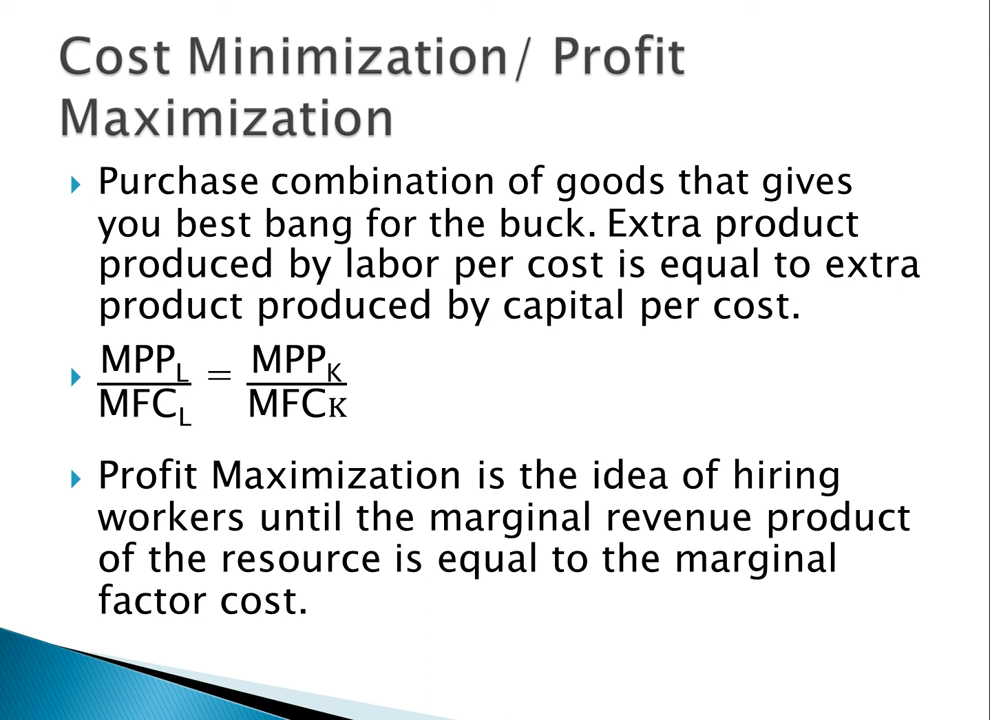 Cost Minimization/ Profit
Maximization
Purchase combination of goods that gives
you best bang for the buck. Extra product
produced by labor per cost is equal to extra
product produced by capital per cost.
MPP_L = MPP_K
MFC_L MFCK
Profit Maximization is the idea of hiring
workers until the marginal revenue product
of the resource is equal to the marginal
factor cost.